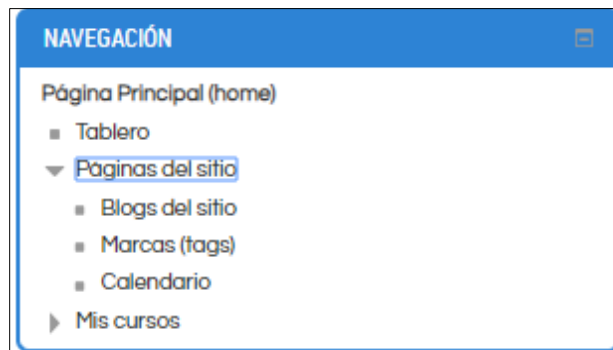 NAVEGACIÓN
Página Principal (home)
Tablero
Páginas del sitio
Blogs del sitio
Marcas (tags)
Calendario
Mis cursos